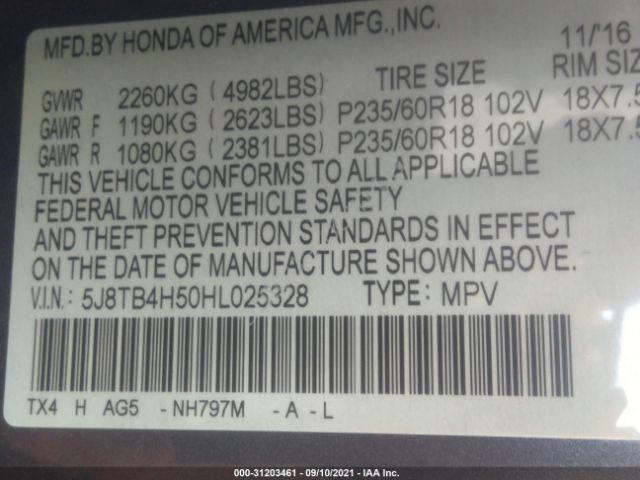 MFD.BY HONDA OF AMERICA MFG.,INC. 11/'16
TIRE SIZE RIM SIZ
GVWR 2260KG ( 4982LBS)
GAWR F 1190KG ( 2623LBS) P235/60R18 102V 18X7.5
GAWR R 1080KG ( 2381LBS) P235/60R18 102V 18X7.5
THIS VEHICLE CONFORMS TO ALL APPLICABLE
FEDERAL MOTOR VEHICLE SAFETY
AND THEFT PREVENTION STANDARDS IN EFFECT
ON THE DATE OF MANUFACTURE SHOWN ABOVE.
V.I.N.: 5J8TB4H50HL025328 TYPE: MPV
TX4 H AG5 - NH797M - A - L
000-31203461 - 09/10/2021 - IAA Inc.